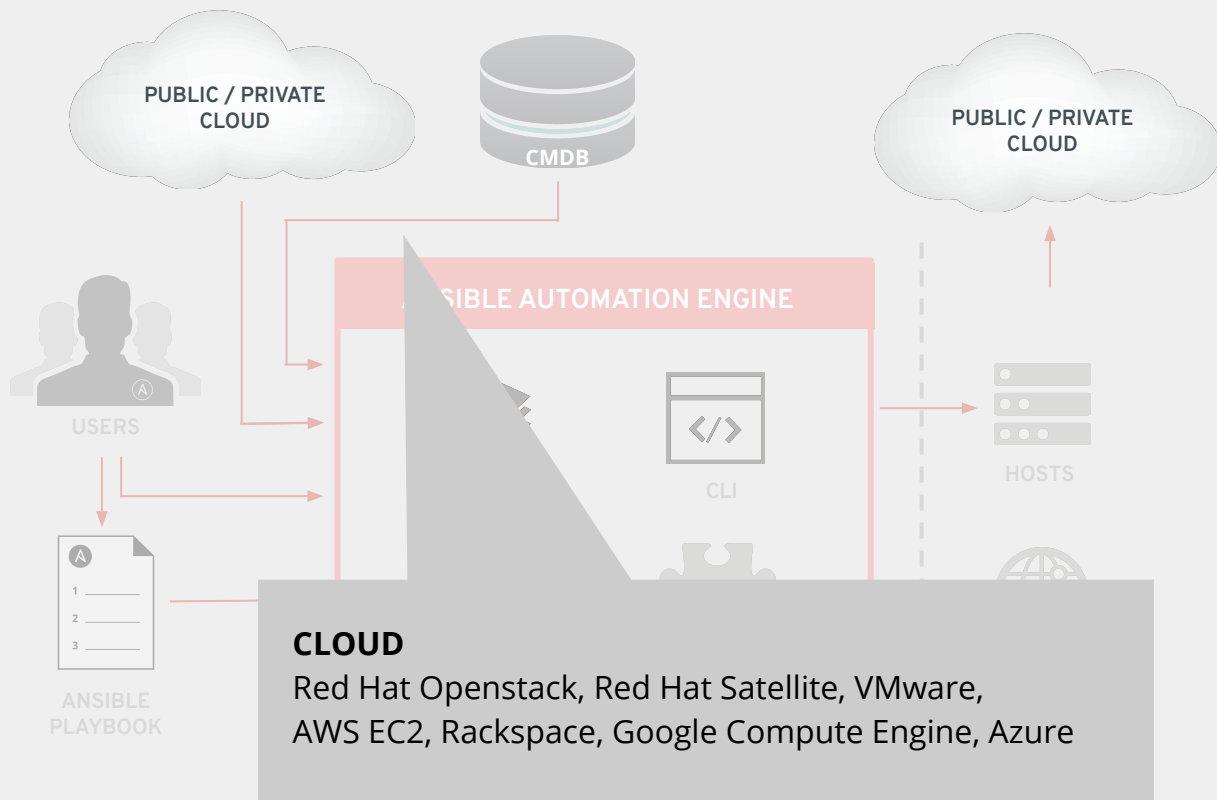 PUBLIC / PRIVATE
CLOUD
CMDB
PUBLIC / PRIVATE
CLOUD
SIBLE AUTOMATION ENGINE
USERS
CLI
HOSTS
1
2
3
ANSIBLE
PLAYBOOK
CLOUD
Red Hat Openstack, Red Hat Satellite, VMware,
AWS EC2, Rackspace, Google Compute Engine, Azure